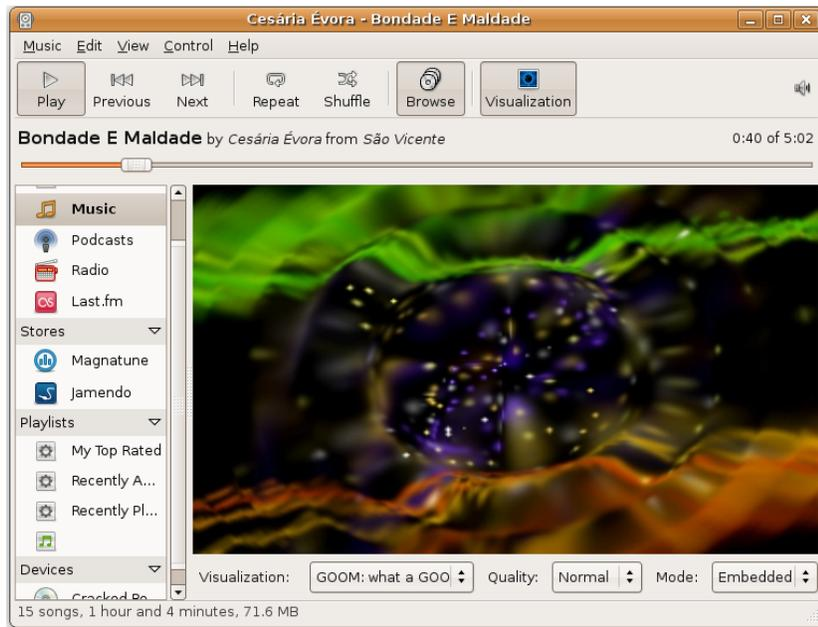 Cesária Évora - Bondade E Maldade
Music Edit View Control Help
Play Previous Next Repeat Shuffle Browse Visualization
Bondade E Maldade by Cesária Évora from São Vicente 0:40 of 5:02
Music
Podcasts
Radio
Last.fm
Stores
Magnatune
Jamendo
Playlists
My Top Rated
Recently A...
Recently Pl...
Devices
Visualization: GOOM: what a GOO Quality: Normal Mode: Embedded
15 songs, 1 hour and 4 minutes, 71.6 MB